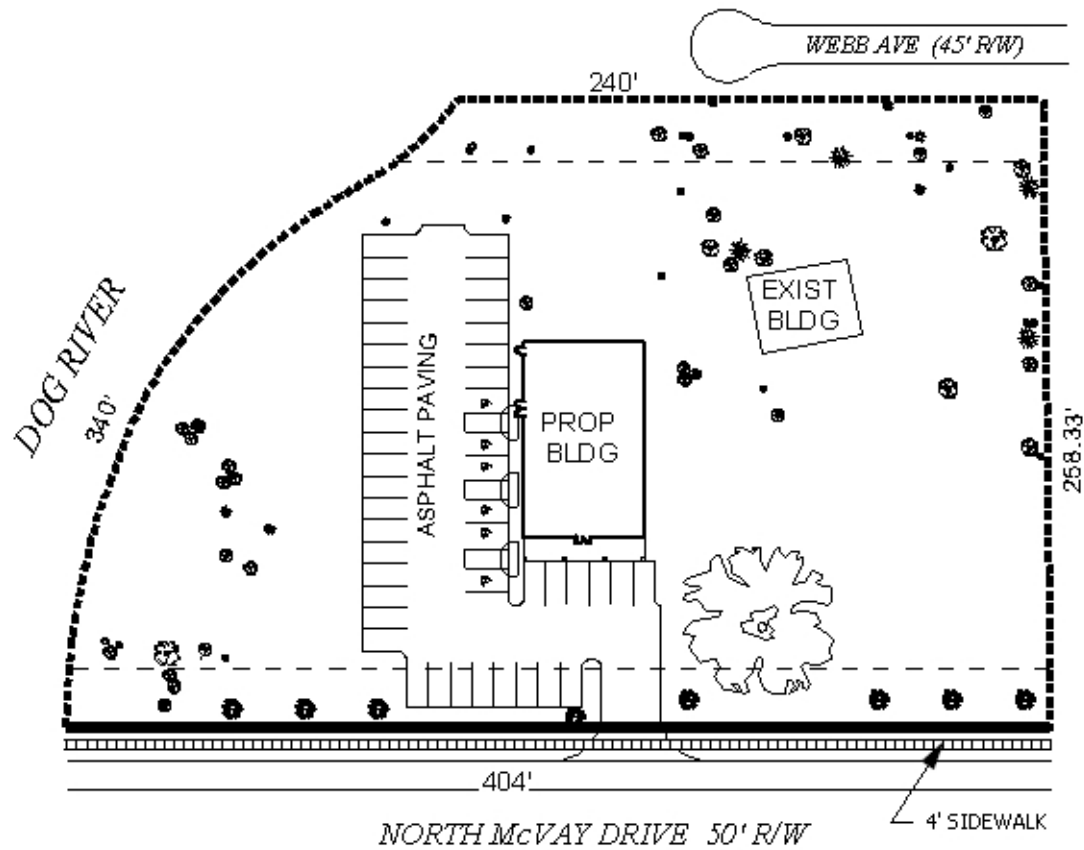 WEBB AVE (45' R/W)
240'
DOG RIVER
340'
EXIST
BLDG
ASPHALT PAVING
PROP
BLDG
258.33'
404'
4' SIDEWALK
NORTH McVAY DRIVE 50' R/W